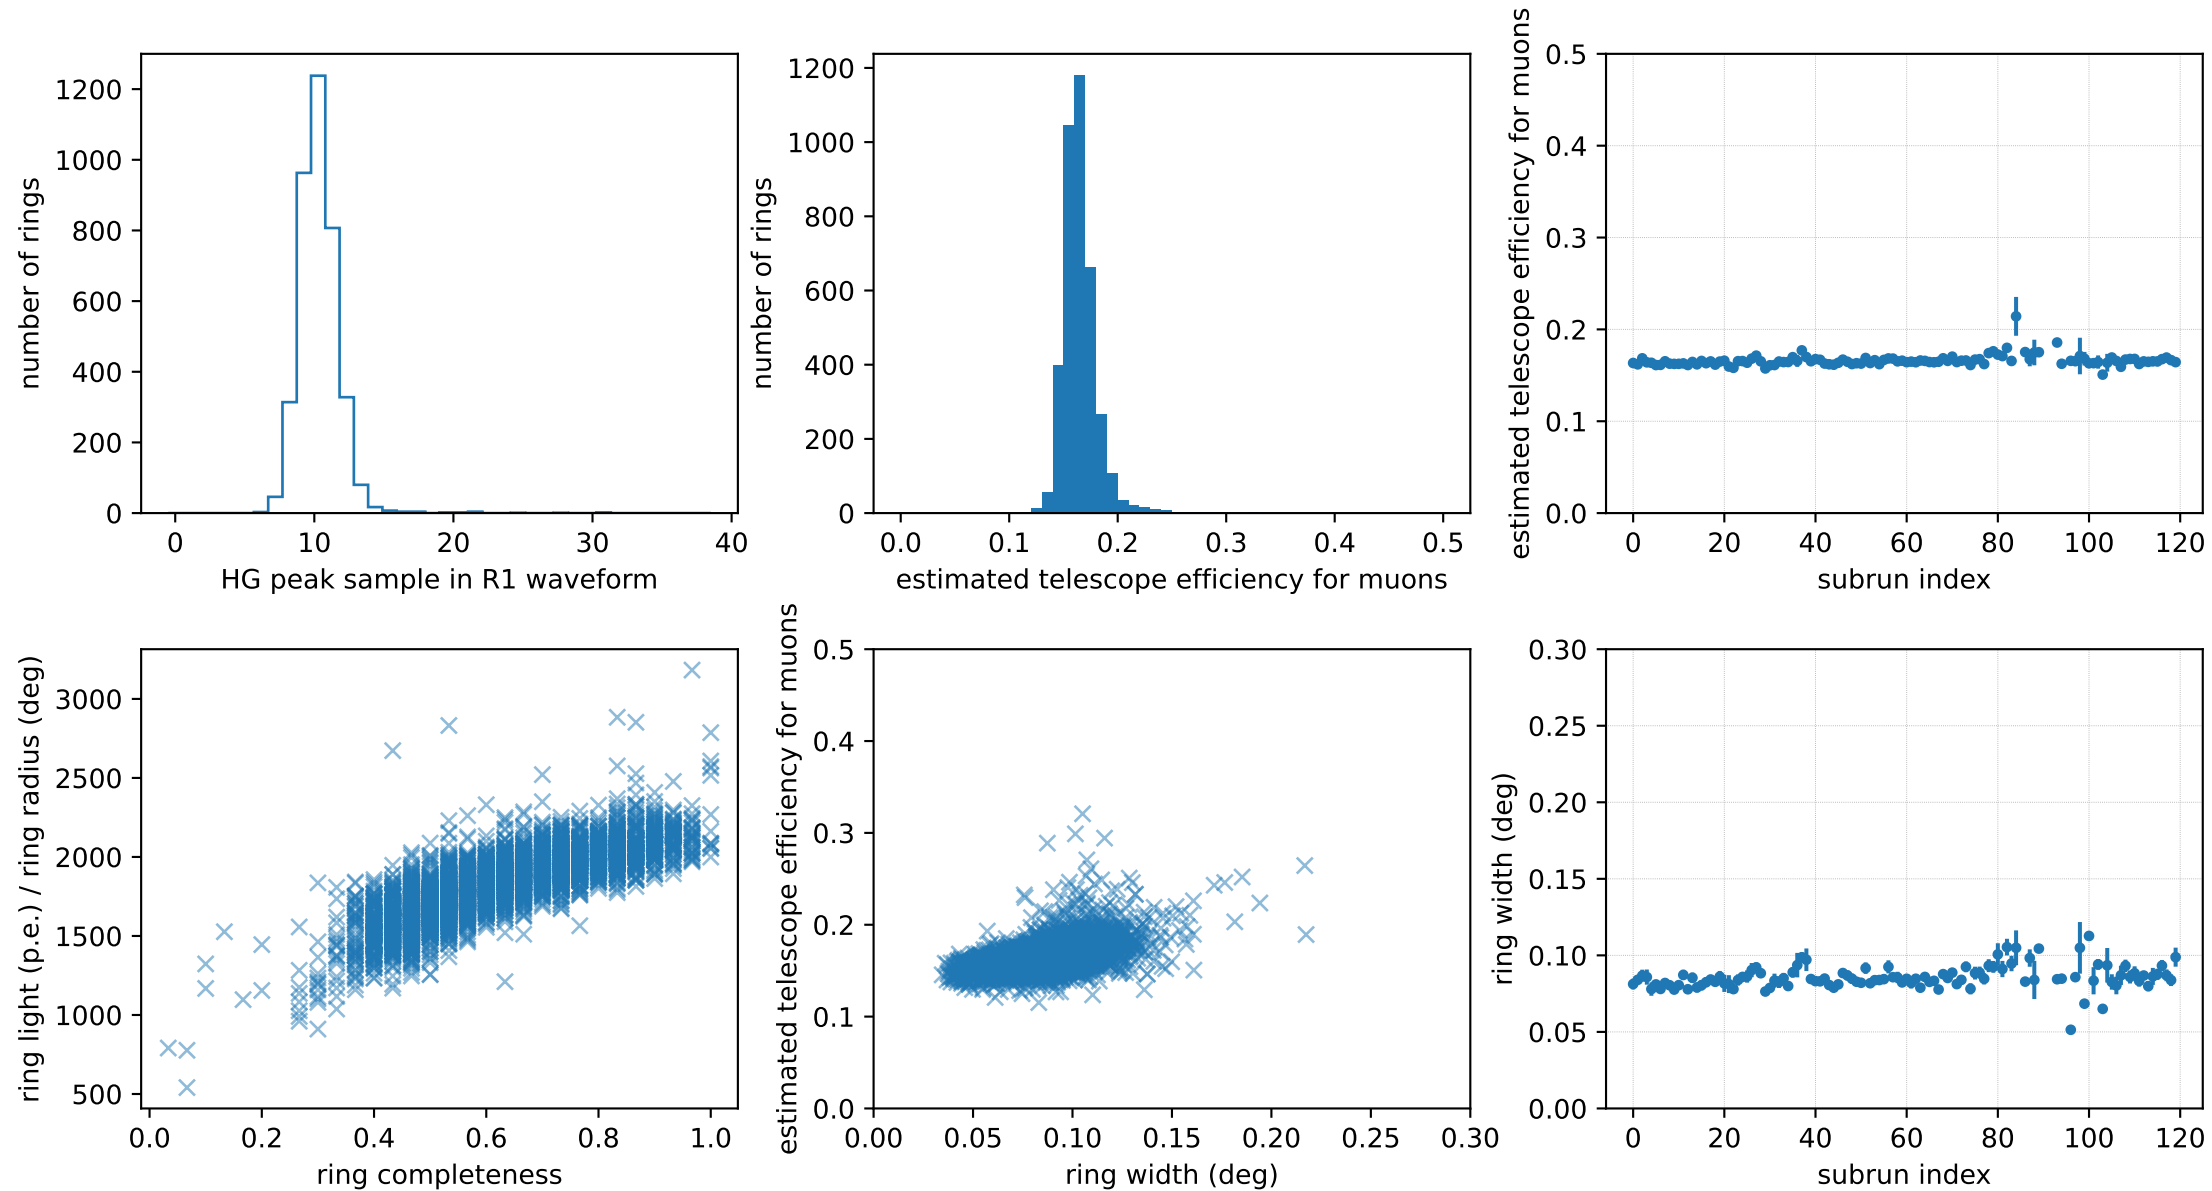 number of rings
1200
1000
800
600
400
200
0
0 10 20 30 40
HG peak sample in R1 waveform
number of rings
1200
1000
800
600
400
200
0
0.0 0.1 0.2 0.3 0.4 0.5
estimated telescope efficiency for muons
estimated telescope efficiency for muons
0.5
0.4
0.3
0.2
0.1
0.0
0 20 40 60 80 100 120
subrun index
ring light (p.e.) / ring radius (deg)
3000
2500
2000
1500
1000
500
0.0 0.2 0.4 0.6 0.8 1.0
ring completeness
estimated telescope efficiency for muons
0.5
0.4
0.3
0.2
0.1
0.0
0.00 0.05 0.10 0.15 0.20 0.25 0.30
ring width (deg)
ring width (deg)
0.30
0.25
0.20
0.15
0.10
0.05
0.00
0 20 40 60 80 100 120
subrun index